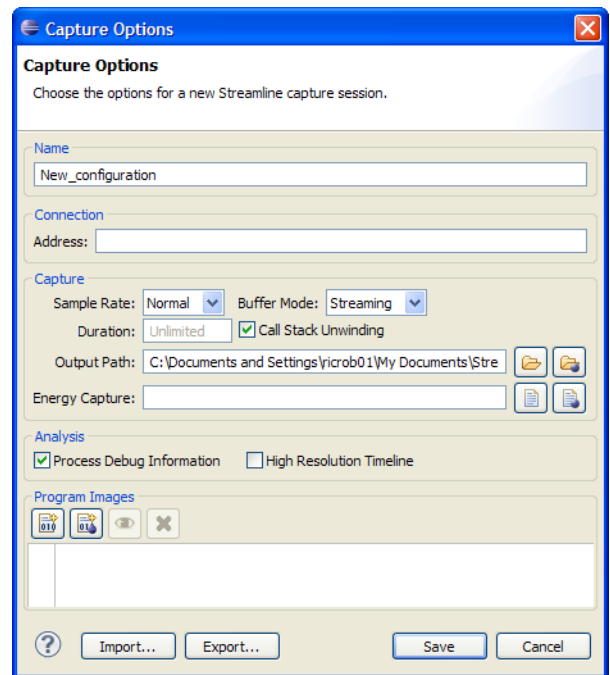 Capture Options
Capture Options
Choose the options for a new Streamline capture session.
Name
New_configuration
Connection
Address:
Capture
Sample Rate: Normal Buffer Mode: Streaming
Duration: Unlimited Call Stack Unwinding
Output Path: C:\Documents and Settings\ricrob01\My Documents\Stre
Energy Capture:
Analysis
Process Debug Information High Resolution Timeline
Program Images
? Import... Export... Save Cancel